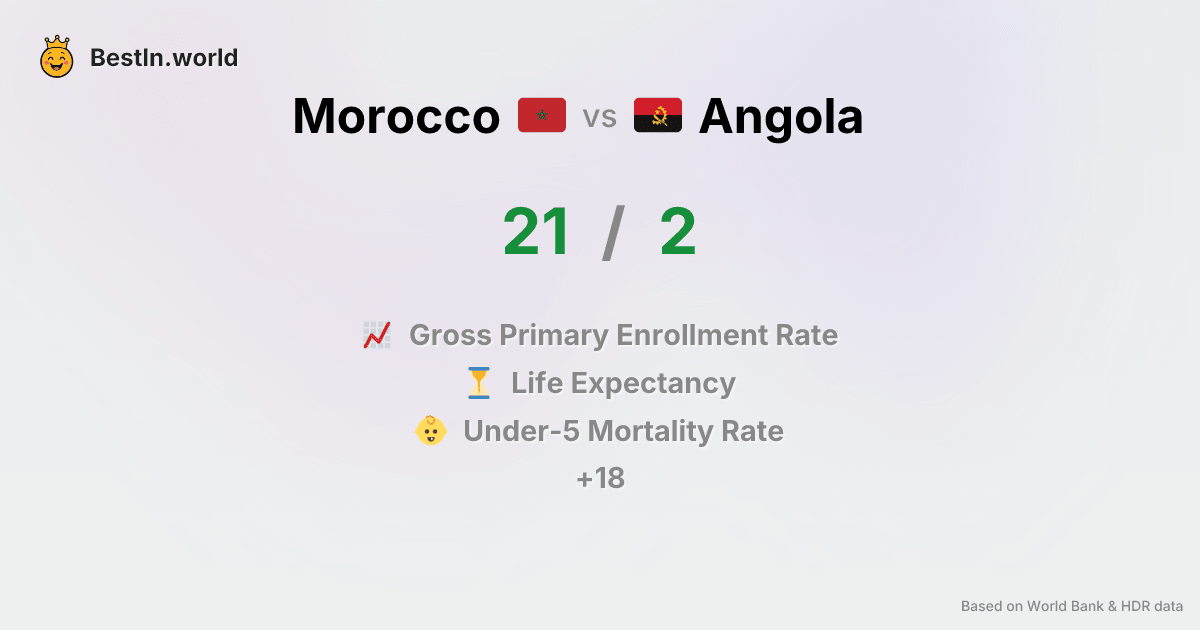 BestIn.world
Morocco vs Angola
21 / 2
Gross Primary Enrollment Rate
Life Expectancy
Under-5 Mortality Rate
+18
Based on World Bank & HDR data